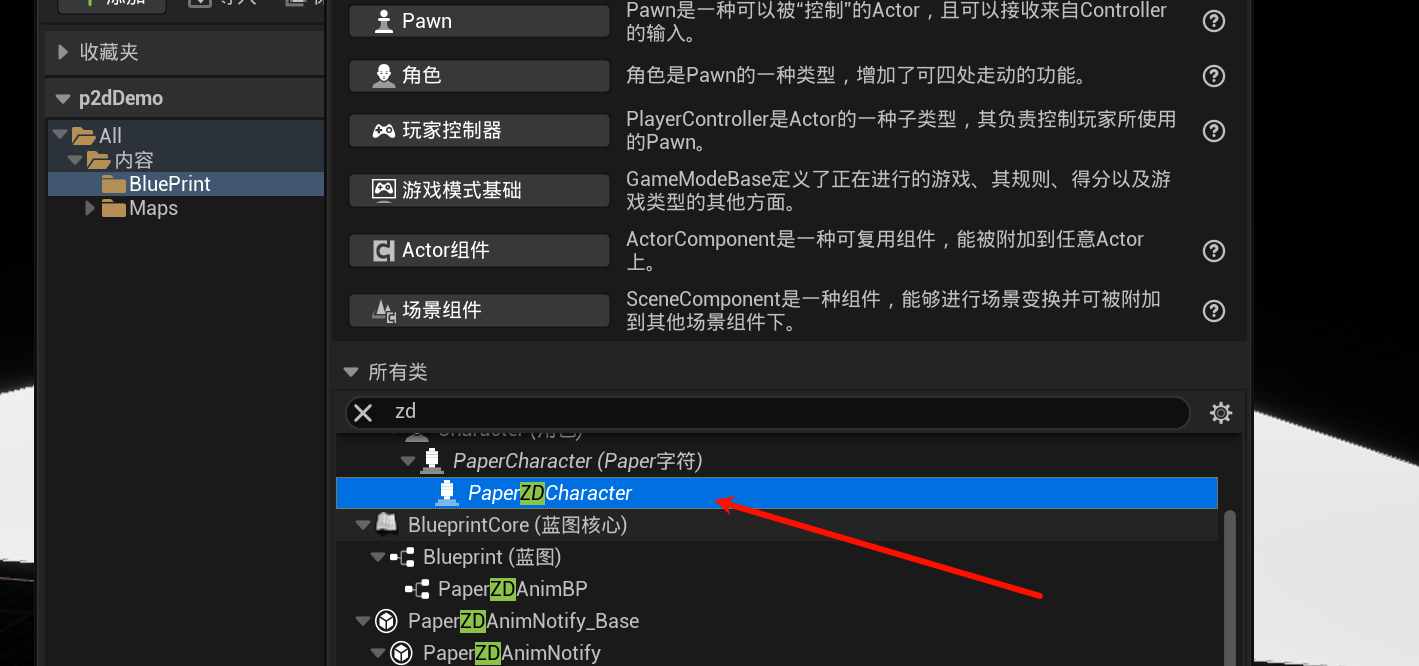 添加
导入
收藏夹
p2dDemo
All
内容
BluePrint
Maps
Pawn
Pawn是一种可以被“控制”的Actor，且可以接收来自Controller
的输入。
角色
角色是Pawn的一种类型，增加了可四处走动的功能。
玩家控制器
PlayerController是Actor的一种子类型，其负责控制玩家所使用
的Pawn。
游戏模式基础
GameModeBase定义了正在进行的游戏、其规则、得分以及游
戏类型的其他方面。
Actor组件
ActorComponent是一种可复用组件，能被附加到任意Actor
上。
场景组件
SceneComponent是一种组件，能够进行场景变换并可被附加
到其他场景组件下。
所有类
zd
Character (角色)
PaperCharacter (Paper字符)
PaperZDCharacter
BlueprintCore (蓝图核心)
Blueprint (蓝图)
PaperZDAnimBP
PaperZDAnimNotify_Base
PaperZDAnimNotify